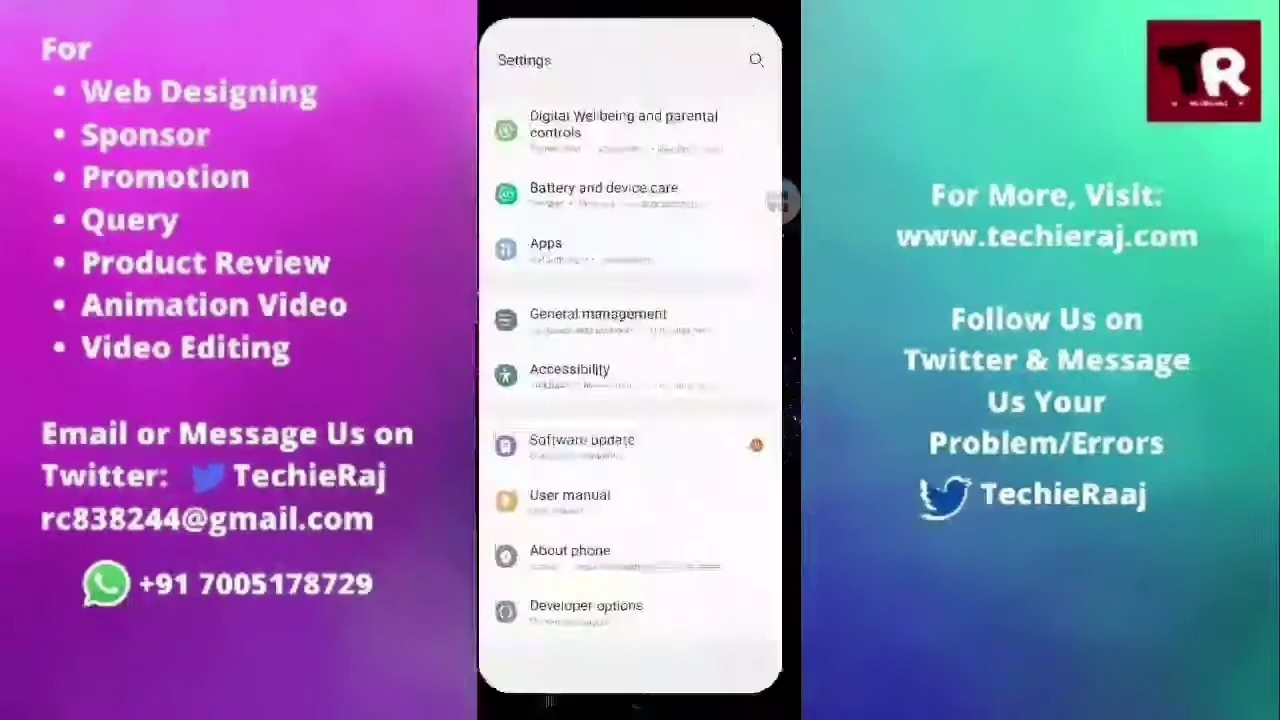 For
• Web Designing
• Sponsor
• Promotion
• Query
• Product Review
• Animation Video
• Video Editing
Email or Message Us on
Twitter: TechieRaj
rc838244@gmail.com
+91 7005178729
Settings
Digital Wellbeing and parental
controls
Battery and device care
Apps
General management
Accessibility
Software update
User manual
About phone
Developer options
TR
For More, Visit:
www.techieraj.com
Follow Us on
Twitter & Message
Us Your
Problem/Errors
TechieRaaj